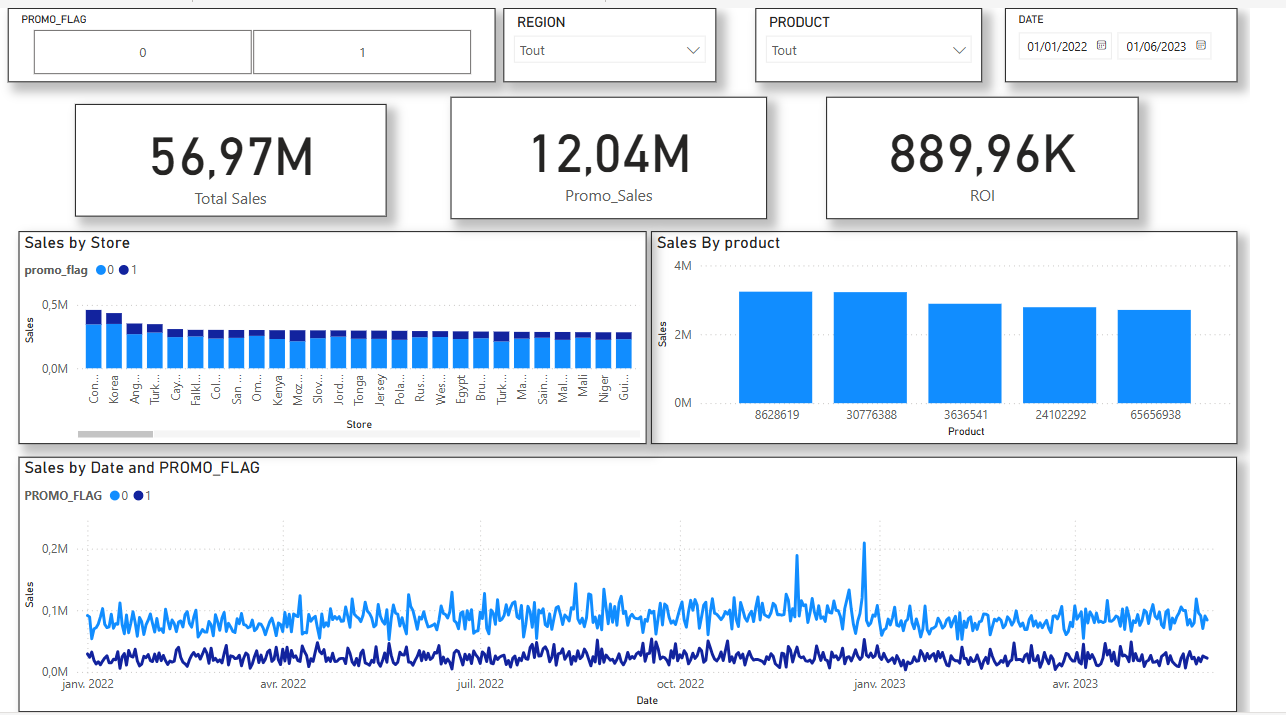 PROMO_FLAG
0
1
REGION
Tout
PRODUCT
Tout
DATE
01/01/2022
01/06/2023
56,97M
Total Sales
12,04M
Promo_Sales
889,96K
ROI
Sales by Store
promo_flag 0 1
Sales
0,5M
0,0M
Con...
Korea
Ang...
Turk...
Cay...
Falkl...
Col...
San ...
Om...
Kenya
Moz...
Slov...
Jord...
Tonga
Jersey
Pola...
Rus...
Wes...
Egypt
Bru...
Turk...
Ma...
Sain...
Mal...
Mali
Niger
Gui...
Store
Sales By product
Sales
4M
2M
0M
8628619
30776388
3636541
24102292
65656938
Product
Sales by Date and PROMO_FLAG
PROMO_FLAG 0 1
Sales
0,2M
0,1M
0,0M
janv. 2022
avr. 2022
juil. 2022
oct. 2022
janv. 2023
avr. 2023
Date